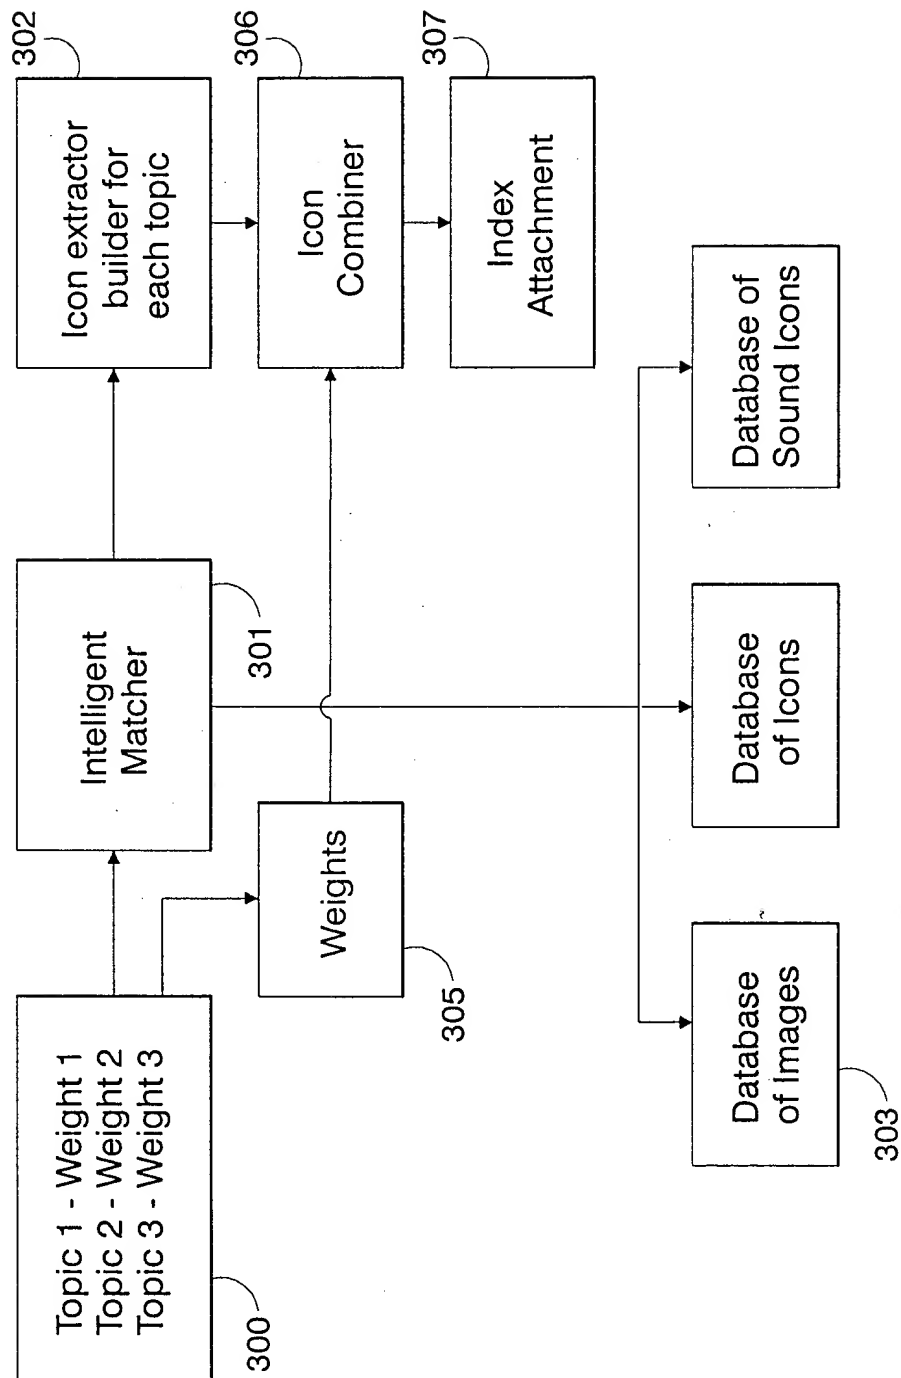 Topic 1 - Weight 1
Topic 2 - Weight 2
Topic 3 - Weight 3
300
Intelligent
Matcher
301
Icon extractor
builder for
each topic
302
Weights
305
Icon
Combiner
306
Index
Attachment
307
Database
of Images
303
Database
of Icons
Database of
Sound Icons